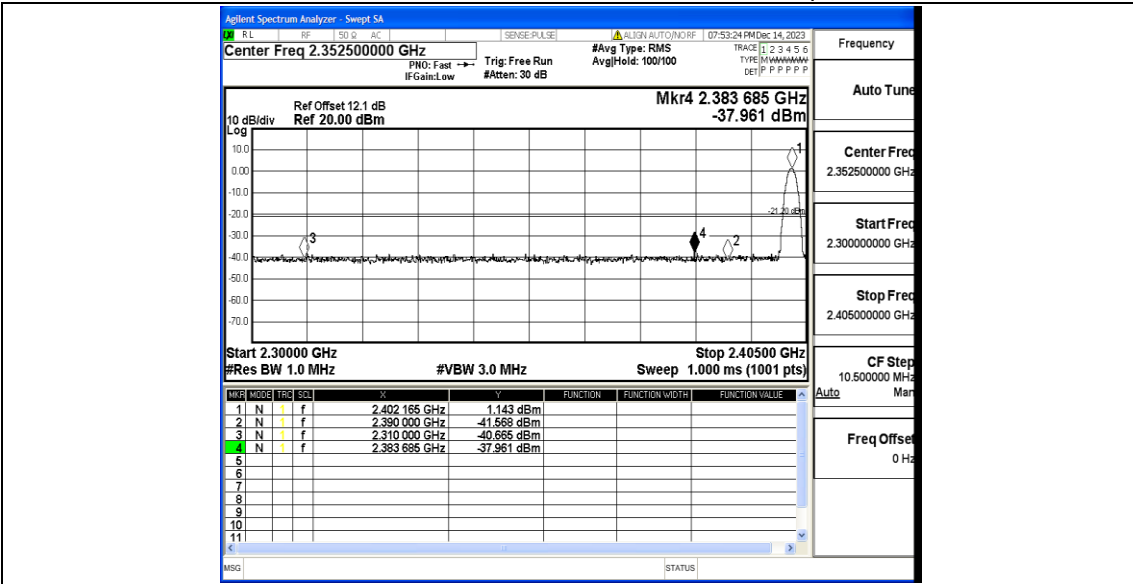 Agilent Spectrum Analyzer - Swept SA
LXI RL RF 50 Ω AC SENSE:PULSE ALIGN AUTO/NO RF 07:53:24 PM Dec 14, 2023
Center Freq 2.352500000 GHz
PNO: Fast
IFGain:Low
Trig: Free Run
#Atten: 30 dB
#Avg Type: RMS
Avg|Hold: 100/100
TRACE 1 2 3 4 5 6
TYPE M W W W W W
DET P P P P P P
Mkr4 2.383 685 GHz
-37.961 dBm
Ref Offset 12.1 dB
10 dB/div Ref 20.00 dBm
Log
10.0
0.00
-10.0
-20.0
-30.0
-40.0
-50.0
-60.0
-70.0
1
-21.20 dBm
3
4
2
Start 2.30000 GHz Stop 2.40500 GHz
#Res BW 1.0 MHz #VBW 3.0 MHz Sweep 1.000 ms (1001 pts)
MKR MODE TRC SCL X Y FUNCTION FUNCTION WIDTH FUNCTION VALUE
1 N 1 f 2.402 165 GHz 1.143 dBm
2 N 1 f 2.390 000 GHz -41.568 dBm
3 N 1 f 2.310 000 GHz -40.665 dBm
4 N 1 f 2.383 685 GHz -37.961 dBm
5
6
7
8
9
10
11
MSG STATUS
Frequency
Auto Tune
Center Freq
2.352500000 GHz
Start Freq
2.300000000 GHz
Stop Freq
2.405000000 GHz
CF Step
10.500000 MHz
Auto Man
Freq Offset
0 Hz